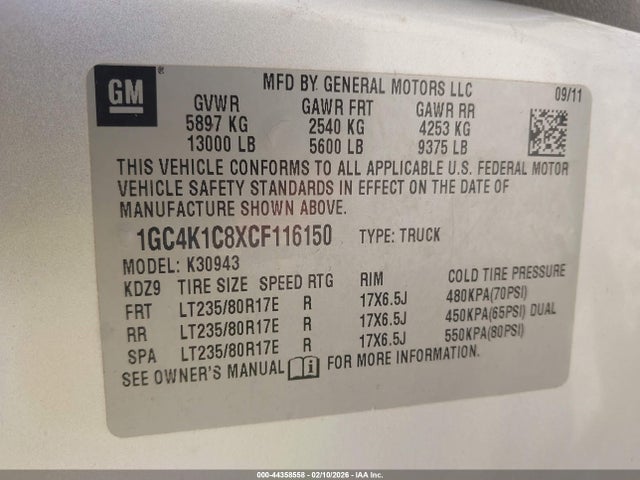 GM
MFD BY GENERAL MOTORS LLC
09/11
GVWR GAWR FRT GAWR RR
5897 KG 2540 KG 4253 KG
13000 LB 5600 LB 9375 LB
THIS VEHICLE CONFORMS TO ALL APPLICABLE U.S. FEDERAL MOTOR
VEHICLE SAFETY STANDARDS IN EFFECT ON THE DATE OF
MANUFACTURE SHOWN ABOVE.
1GC4K1C8XCF116150 TYPE: TRUCK
MODEL: K30943
KDZ9 TIRE SIZE SPEED RTG RIM COLD TIRE PRESSURE
FRT LT235/80R17E R 17X6.5J 480KPA(70PSI)
RR LT235/80R17E R 17X6.5J 450KPA(65PSI) DUAL
SPA LT235/80R17E R 17X6.5J 550KPA(80PSI)
SEE OWNER'S MANUAL i FOR MORE INFORMATION.
000-44358558 - 02/10/2026 - IAA Inc.